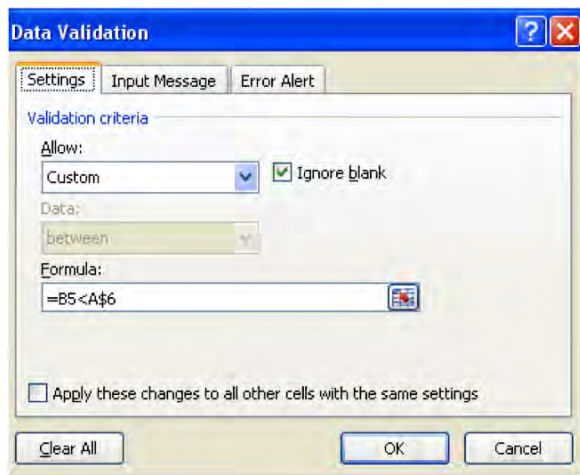 Data Validation
Settings Input Message Error Alert
Validation criteria
Allow:
Custom Ignore blank
Data:
between
Formula:
=B5<A$6
Apply these changes to all other cells with the same settings
Clear All OK Cancel